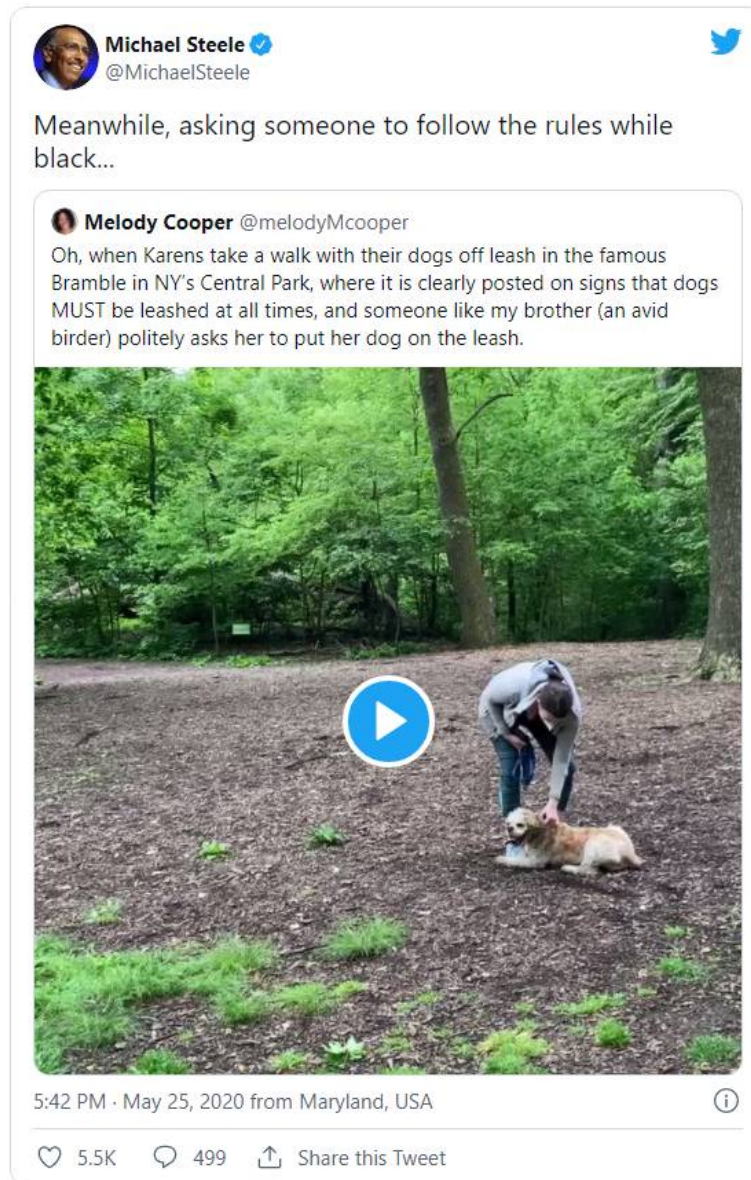 Michael Steele
@MichaelSteele
Meanwhile, asking someone to follow the rules while
black...
Melody Cooper @melodyMcooper
Oh, when Karens take a walk with their dogs off leash in the famous
Bramble in NY's Central Park, where it is clearly posted on signs that dogs
MUST be leashed at all times, and someone like my brother (an avid
birder) politely asks her to put her dog on the leash.
5:42 PM · May 25, 2020 from Maryland, USA
5.5K 499 Share this Tweet